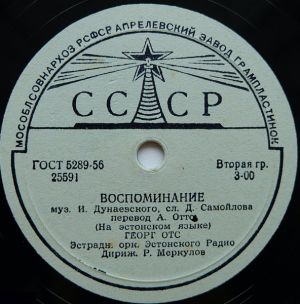 МОСОБЛСОВНАРХОЗ РСФСР АПРЕЛЕВСКИЙ ЗАВОД ГРАМПЛАСТИНОК
СССР
ГОСТ 5289-56 Вторая гр.
25591 3-00
ВОСПОМИНАНИЕ
муз. И. Дунаевского, сл. Д. Самойлова
перевод А. Отто
(На эстонском языке)
ГЕОРГ ОТС
Эстрадн. орк. Эстонского Радио
Дириж. Р. Меркулов